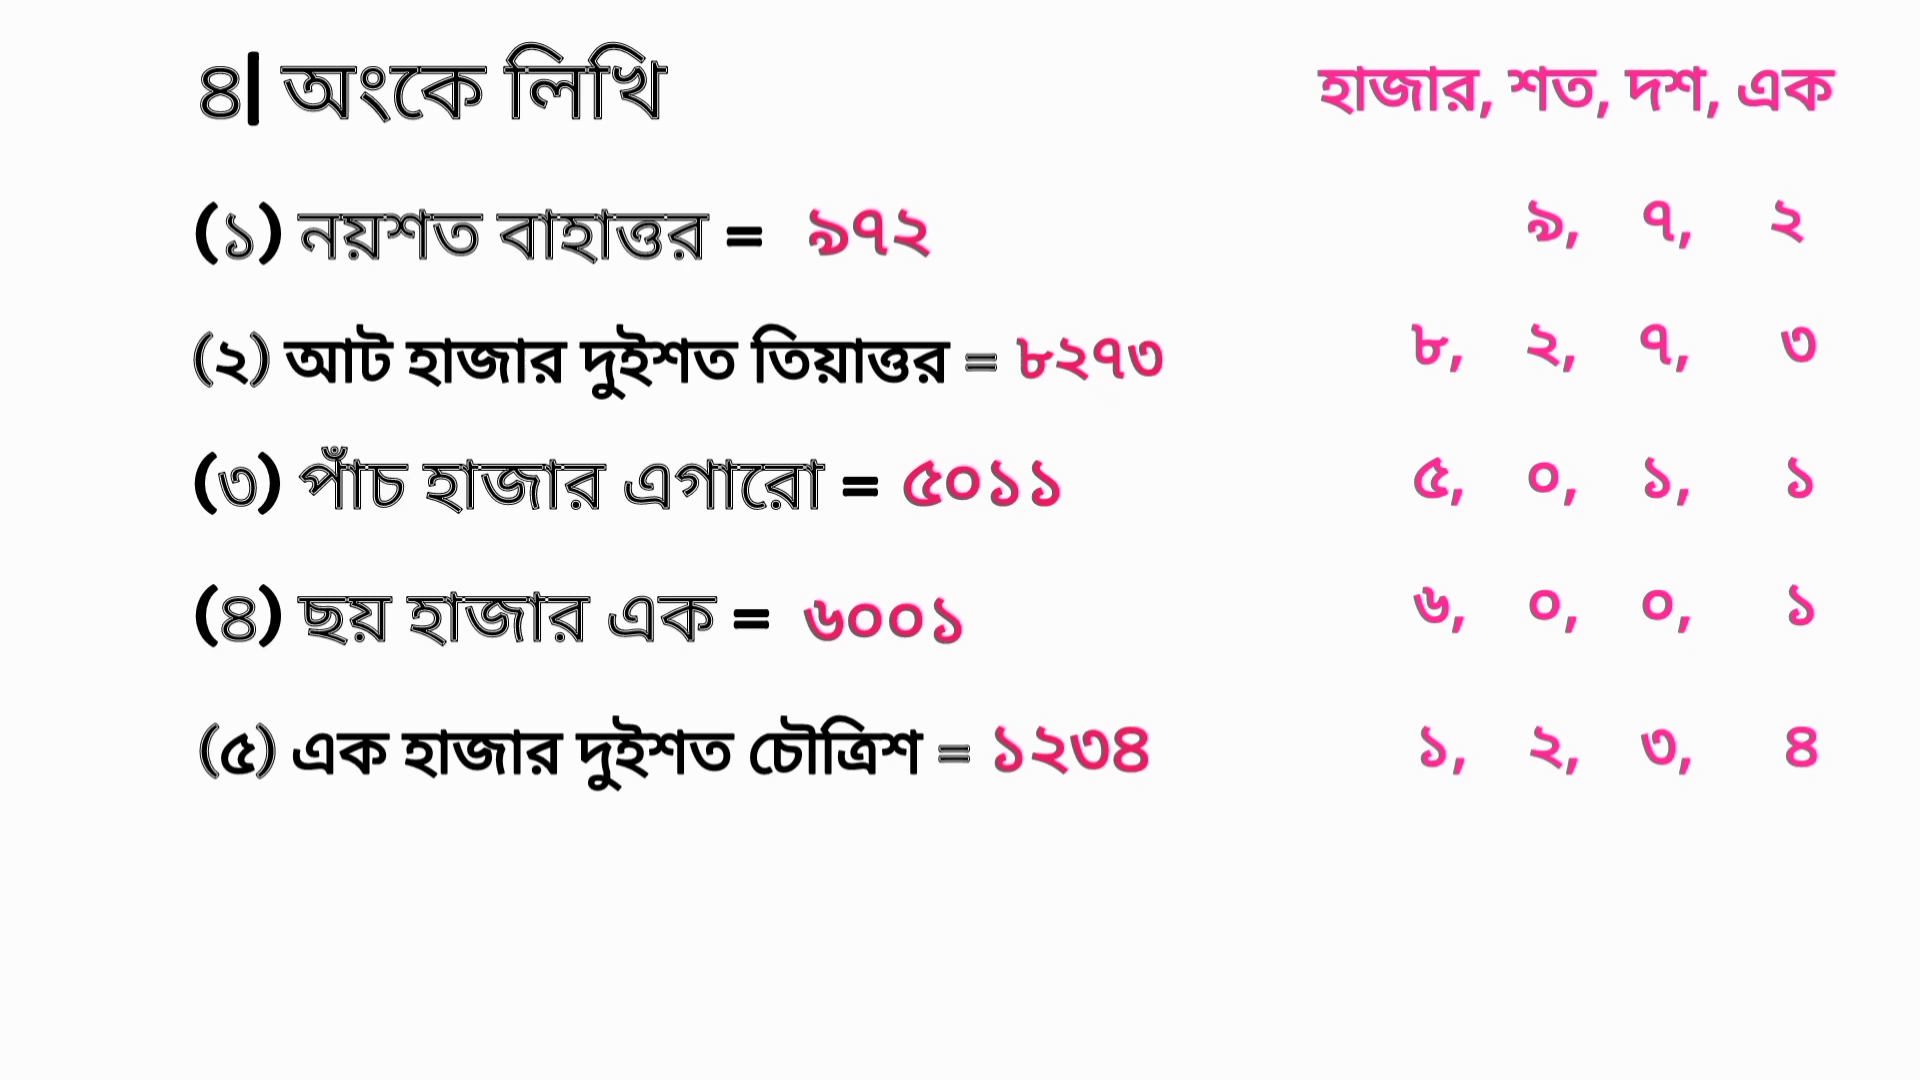 ৪| অংকে লিখি হাজার, শত, দশ, এক
(১) নয়শত বাহাত্তর = ৯৭২ ৯, ৭, ২
(২) আট হাজার দুইশত তিয়াত্তর = ৮২৭৩ ৮, ২, ৭, ৩
(৩) পাঁচ হাজার এগারো = ৫০১১ ৫, ০, ১, ১
(৪) ছয় হাজার এক = ৬০০১ ৬, ০, ০, ১
(৫) এক হাজার দুইশত চৌত্রিশ = ১২৩৪ ১, ২, ৩, ৪